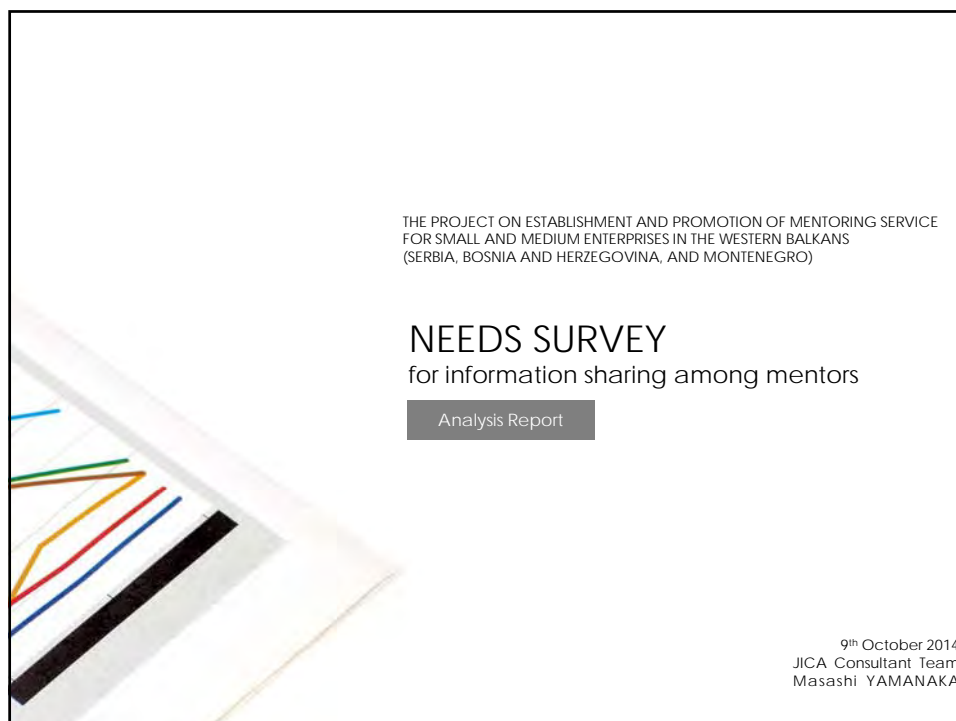 THE PROJECT ON ESTABLISHMENT AND PROMOTION OF MENTORING SERVICE
FOR SMALL AND MEDIUM ENTERPRISES IN THE WESTERN BALKANS
(SERBIA, BOSNIA AND HERZEGOVINA, AND MONTENEGRO)
NEEDS SURVEY
for information sharing among mentors
Analysis Report
9th October 2014
JICA Consultant Team
Masashi YAMANAKA